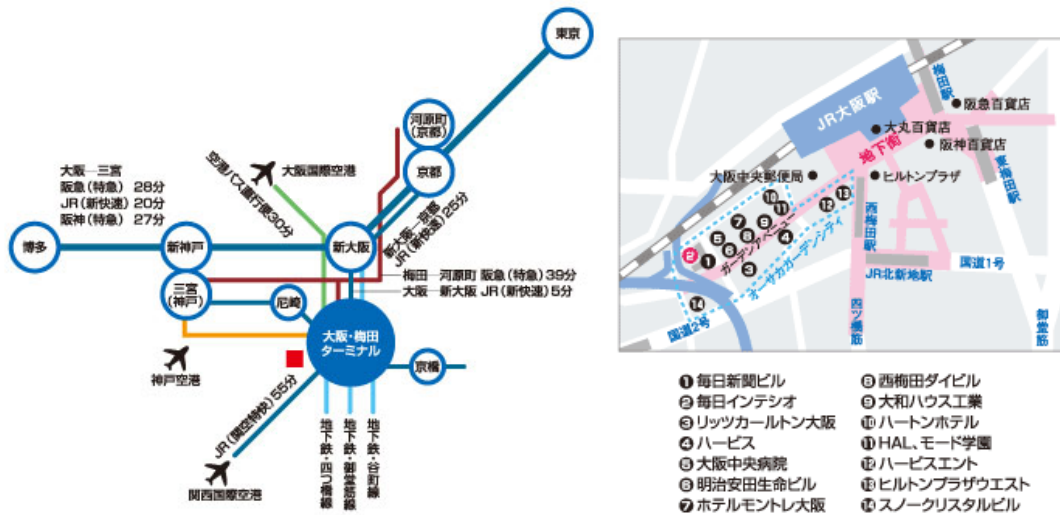 東京
河原町
(京都)
京都
大阪国際空港
空港バス直行便30分
大阪―三宮
阪急(特急) 28分
JR(新快速)20分
阪神(特急) 27分
博多
新神戸
新大阪
新大阪―京都
JR(新快速)25分
梅田―河原町 阪急(特急)39分
大阪―新大阪 JR(新快速)5分
三宮
(神戸)
尼崎
大阪・梅田
ターミナル
京橋
神戸空港
JR(関空特快)55分
関西国際空港
地下鉄・四つ橋線
地下鉄・御堂筋線
地下鉄・谷町線
JR大阪駅
梅田駅
阪急百貨店
大丸百貨店
阪神百貨店
地下街
東梅田駅
大阪中央郵便局
ヒルトンプラザ
西梅田駅
ガーデンアベニュー
オーサカガーデンシティ
JR北新地駅
国道1号
国道2号
四ツ橋筋
御堂筋
1
2
3
4
5
6
7
8
9
10
11
12
13
14
❶毎日新聞ビル
❷毎日インテシオ
❸リッツカールトン大阪
❹ハービス
❺大阪中央病院
❻明治安田生命ビル
❼ホテルモントレ大阪
❽西梅田ダイビル
❾大和ハウス工業
❿ハートンホテル
⓫HAL、モード学園
⓬ハービスエント
⓭ヒルトンプラザウエスト
⓮スノークリスタルビル